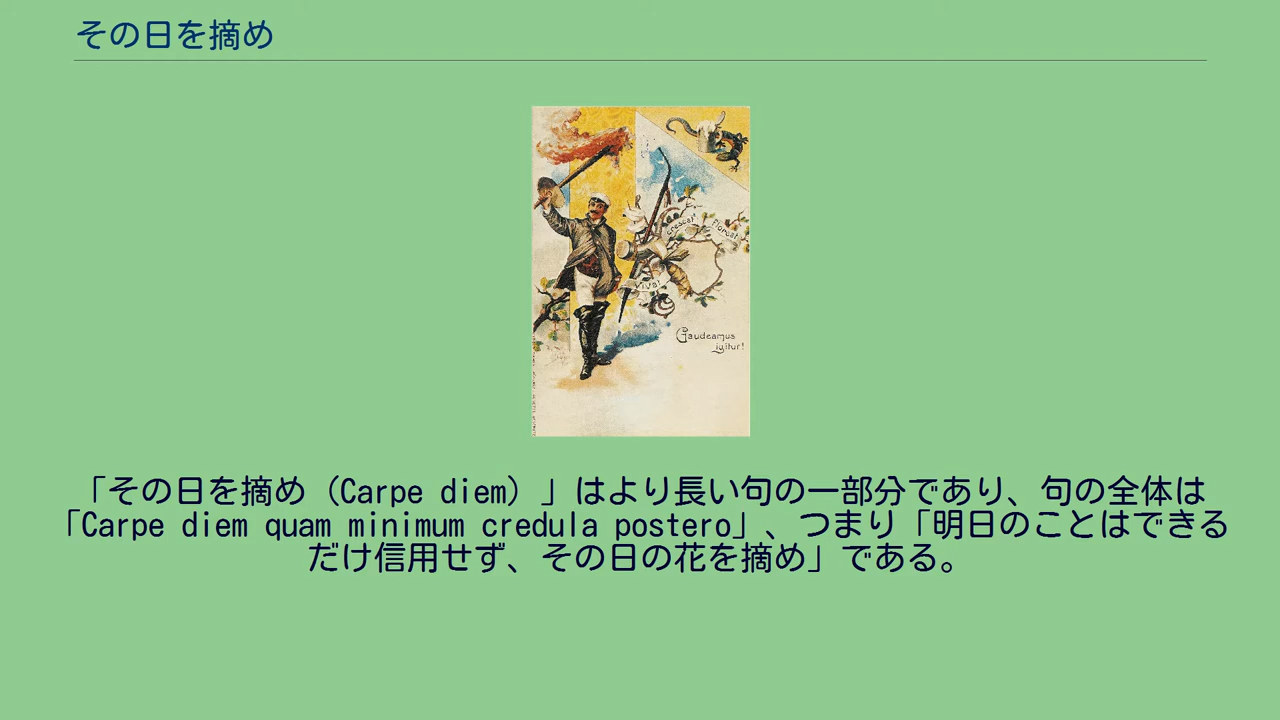 その日を摘め
crescat
floreat
vivat
Gaudeamus
igitur!
「その日を摘め（Carpe diem）」はより長い句の一部分であり、句の全体は
「Carpe diem quam minimum credula postero」、つまり「明日のことはできる
だけ信用せず、その日の花を摘め」である。